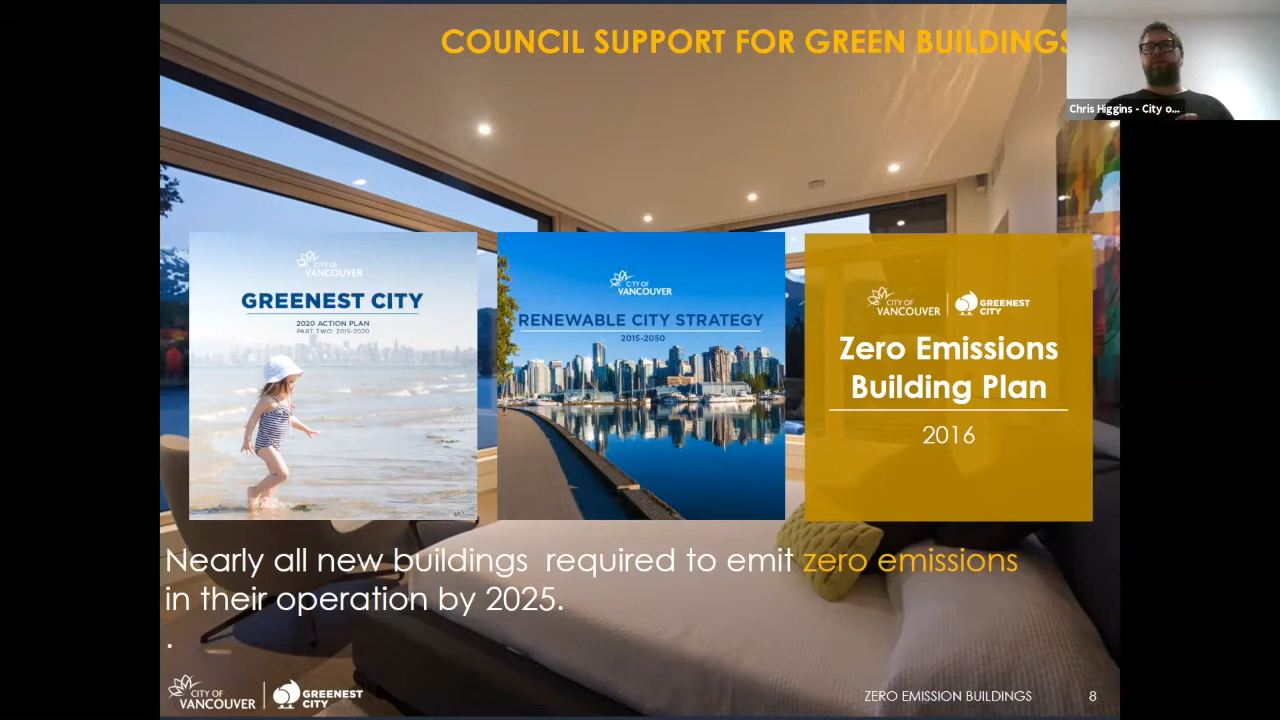 COUNCIL SUPPORT FOR GREEN BUILDINGS
Chris Higgins - City o...
CITY OF
VANCOUVER
GREENEST CITY
2020 ACTION PLAN
PART TWO: 2015-2020
CITY OF
VANCOUVER
RENEWABLE CITY STRATEGY
2015-2050
CITY OF
VANCOUVER
GREENEST
CITY
Zero Emissions
Building Plan
2016
Nearly all new buildings required to emit zero emissions
in their operation by 2025.
.
CITY OF
VANCOUVER
GREENEST
CITY
ZERO EMISSION BUILDINGS
8